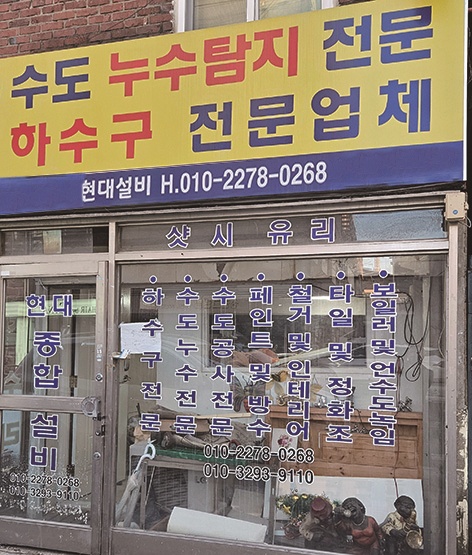 수도 누수탐지 전문
하수구 전문업체
현대설비 H.010-2278-0268
샷시 유리
현대
종합설비
010-2278-0268
010-3293-9110
•하수구전문
•수도누수전문
•수도공사전문
•페인트및방수
•철거및인테리어
•타일 및 정화조
•보일러및언수도녹임
010-2278-0268
010-3293-9110